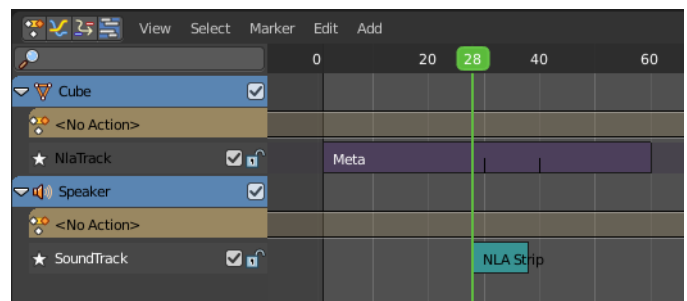 View Select Marker Edit Add
0 20 28 40 60
Cube
<No Action>
NlaTrack Meta
Speaker
<No Action>
SoundTrack NLA Strip